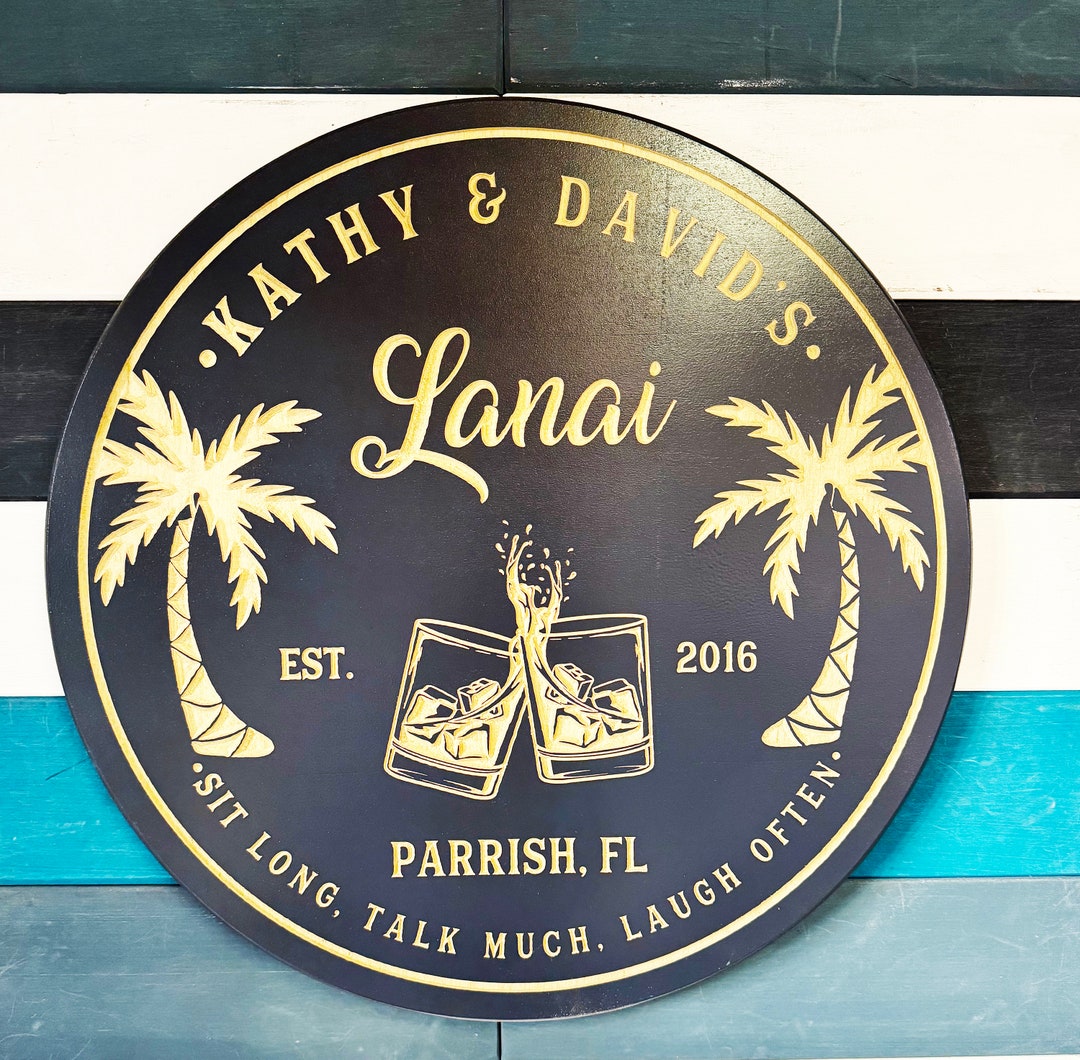 •KATHY & DAVID'S•
Lanai
EST. 2016
PARRISH, FL
•SIT LONG, TALK MUCH, LAUGH OFTEN•